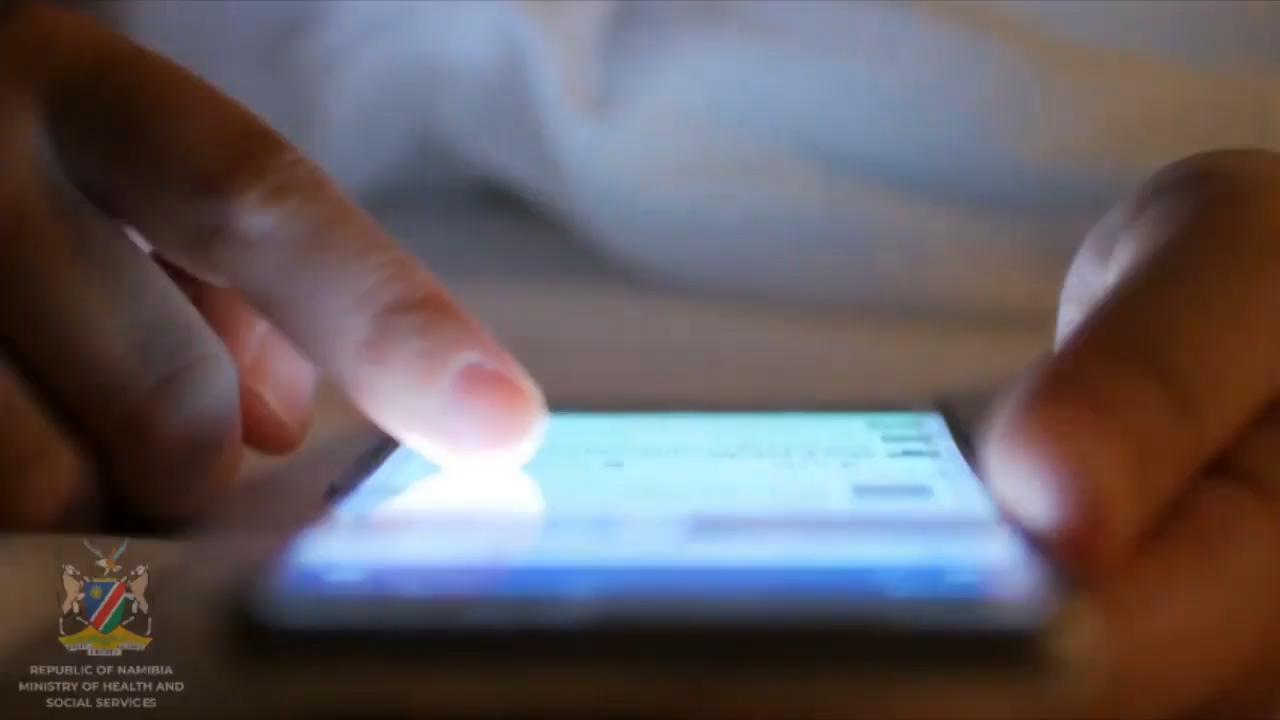 REPUBLIC OF NAMIBIA
MINISTRY OF HEALTH AND
SOCIAL SERVICES